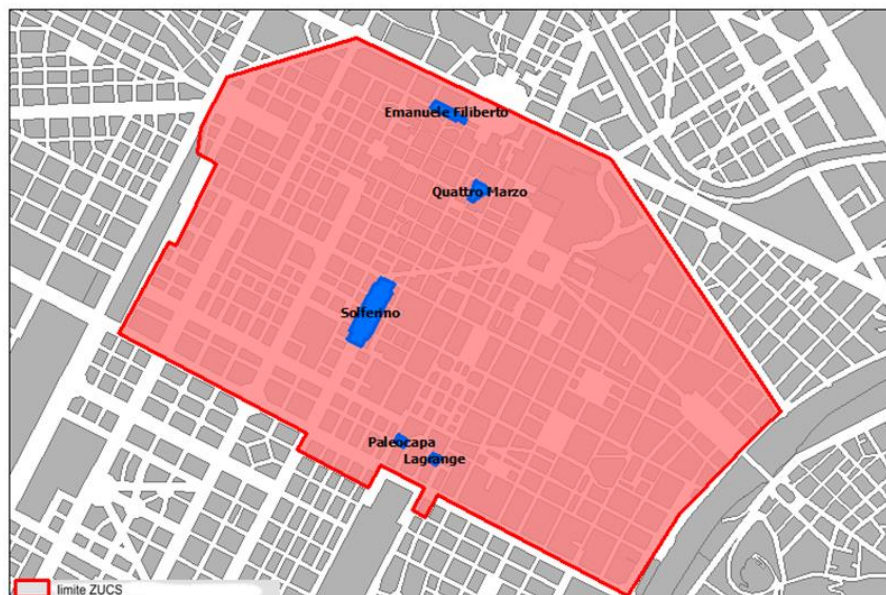 Emanuele Filiberto
Quattro Marzo
Solferino
Paleocapa
Lagrange
limite ZUCS